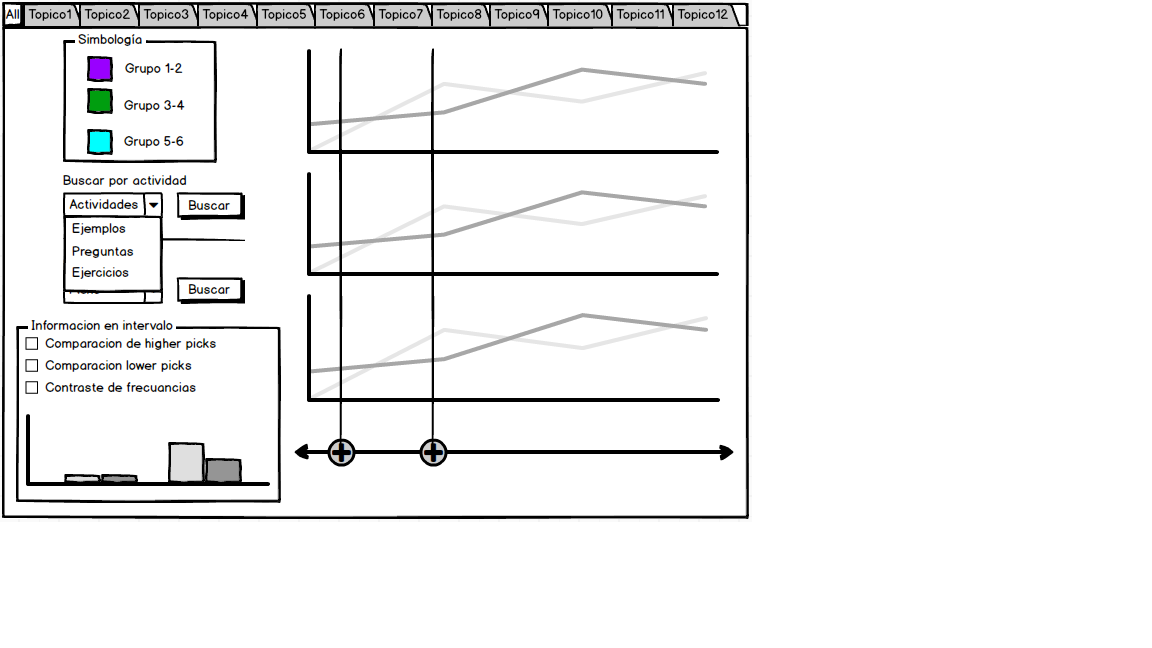 All Topico1 Topico2 Topico3 Topico4 Topico5 Topico6 Topico7 Topico8 Topico9 Topico10 Topico11 Topico12
Simbología
Grupo 1-2
Grupo 3-4
Grupo 5-6
Buscar por actividad
Actividades Buscar
Ejemplos
Preguntas
Ejercicios
Buscar
Informacion en intervalo
Comparacion de higher picks
Comparacion lower picks
Contraste de frecuancias